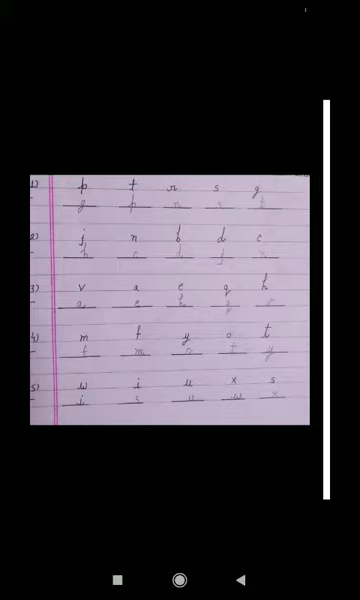 1) p t r s g
g p r s t
2) j n b d c
h c d j n
3) v a e q h
a e h q v
4) m f y o t
f m o t y
5) w i u x s
i s u w x